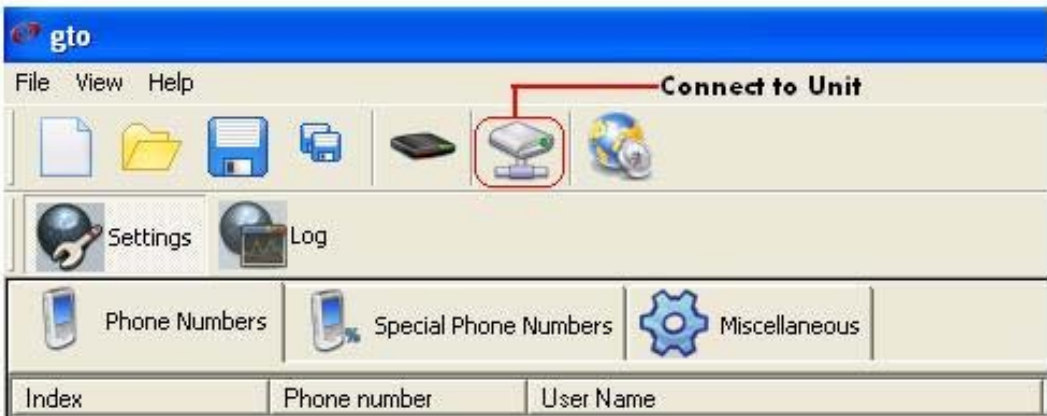 gto
File View Help
Connect to Unit
Settings Log
Phone Numbers Special Phone Numbers Miscellaneous
Index Phone number User Name